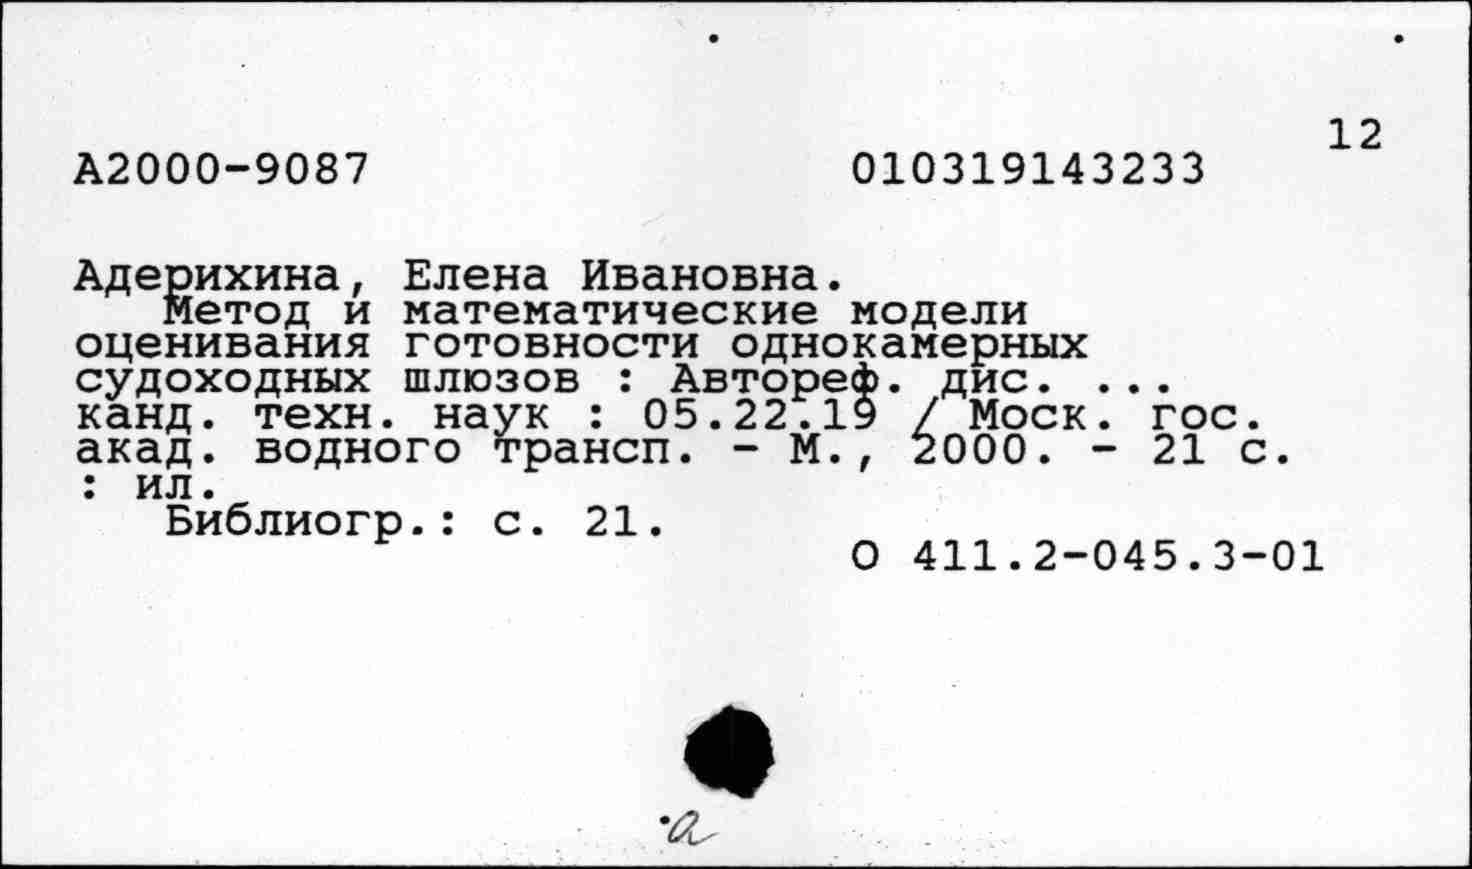 12
А2000-9087 010319143233
Адерихина, Елена Ивановна.
Метод и математические модели
оценивания готовности однокамерных
судоходных шлюзов : Автореф. дис. ...
канд. техн. наук : 05.22.19 / Моск. гос.
акад. водного трансп. - М., 2000. - 21 с.
: ил.
Библиогр.: с. 21.
О 411.2-045.3-01
а